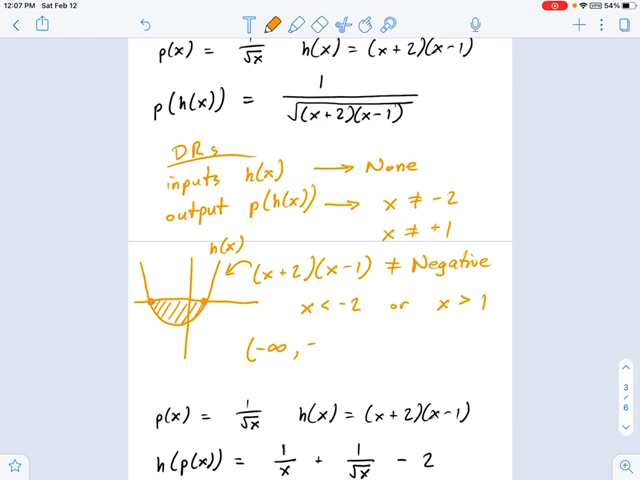 12:07 PM Sat Feb 12
VPN 54%
p(x) = 1/√x h(x) = (x+2)(x-1)
p(h(x)) = 1/√(x+2)(x-1)
DRs
inputs h(x) → None
output p(h(x)) → x ≠ -2
x ≠ +1
h(x)
(x+2)(x-1) ≠ Negative
x < -2 or x > 1
(-∞, -
3
/
6
p(x) = 1/√x h(x) = (x+2)(x-1)
h(p(x)) = 1/x + 1/√x - 2